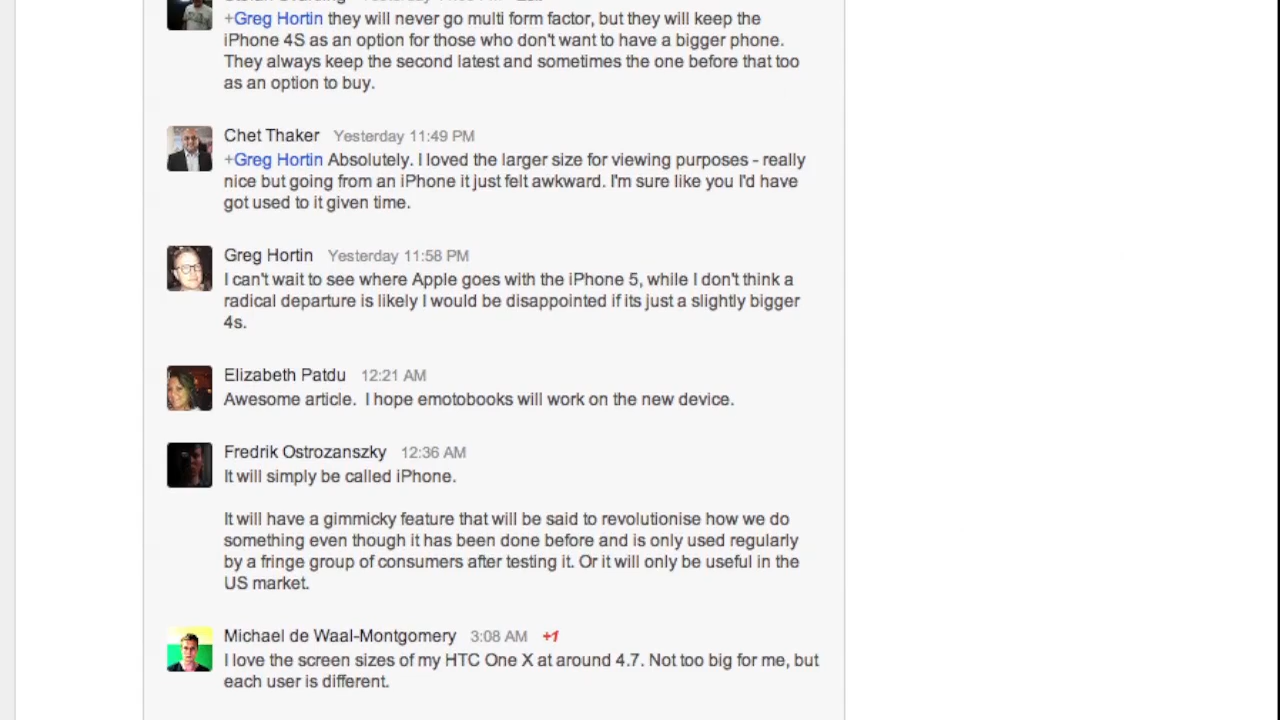 +Greg Hortin they will never go multi form factor, but they will keep the
iPhone 4S as an option for those who don't want to have a bigger phone.
They always keep the second latest and sometimes the one before that too
as an option to buy.
Chet Thaker Yesterday 11:49 PM
+Greg Hortin Absolutely. I loved the larger size for viewing purposes - really
nice but going from an iPhone it just felt awkward. I'm sure like you I'd have
got used to it given time.
Greg Hortin Yesterday 11:58 PM
I can't wait to see where Apple goes with the iPhone 5, while I don't think a
radical departure is likely I would be disappointed if its just a slightly bigger
4s.
Elizabeth Patdu 12:21 AM
Awesome article. I hope emotobooks will work on the new device.
Fredrik Ostrozanszky 12:36 AM
It will simply be called iPhone.
It will have a gimmicky feature that will be said to revolutionise how we do
something even though it has been done before and is only used regularly
by a fringe group of consumers after testing it. Or it will only be useful in the
US market.
Michael de Waal-Montgomery 3:08 AM +1
I love the screen sizes of my HTC One X at around 4.7. Not too big for me, but
each user is different.